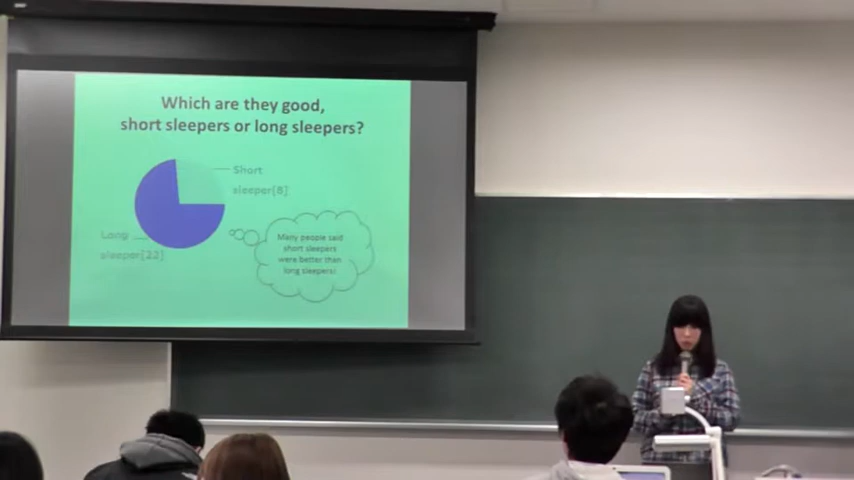 Which are they good,
short sleepers or long sleepers?
Short
sleeper[8]
Long
sleeper[22]
Many people said
short sleepers
were better than
long sleepers!